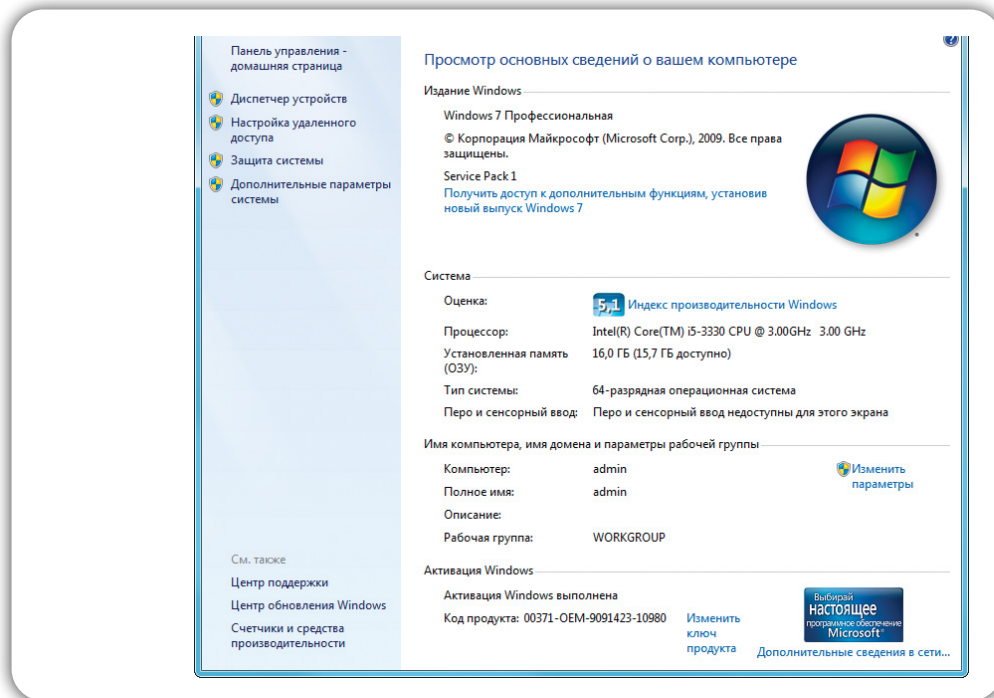 Панель управления -
домашняя страница
Диспетчер устройств
Настройка удаленного
доступа
Защита системы
Дополнительные параметры
системы
См. также
Центр поддержки
Центр обновления Windows
Счетчики и средства
производительности
?
Просмотр основных сведений о вашем компьютере
Издание Windows
Windows 7 Профессиональная
© Корпорация Майкрософт (Microsoft Corp.), 2009. Все права
защищены.
Service Pack 1
Получить доступ к дополнительным функциям, установив
новый выпуск Windows 7
Система
Оценка: 5,1 Индекс производительности Windows
Процессор: Intel(R) Core(TM) i5-3330 CPU @ 3.00GHz 3.00 GHz
Установленная память 16,0 ГБ (15,7 ГБ доступно)
(ОЗУ):
Тип системы: 64-разрядная операционная система
Перо и сенсорный ввод: Перо и сенсорный ввод недоступны для этого экрана
Имя компьютера, имя домена и параметры рабочей группы
Компьютер: admin Изменить
параметры
Полное имя: admin
Описание:
Рабочая группа: WORKGROUP
Активация Windows
Активация Windows выполнена
Код продукта: 00371-OEM-9091423-10980 Изменить
ключ
продукта
Выбирай
настоящее
программное обеспечение
Microsoft®
Дополнительные сведения в сети...